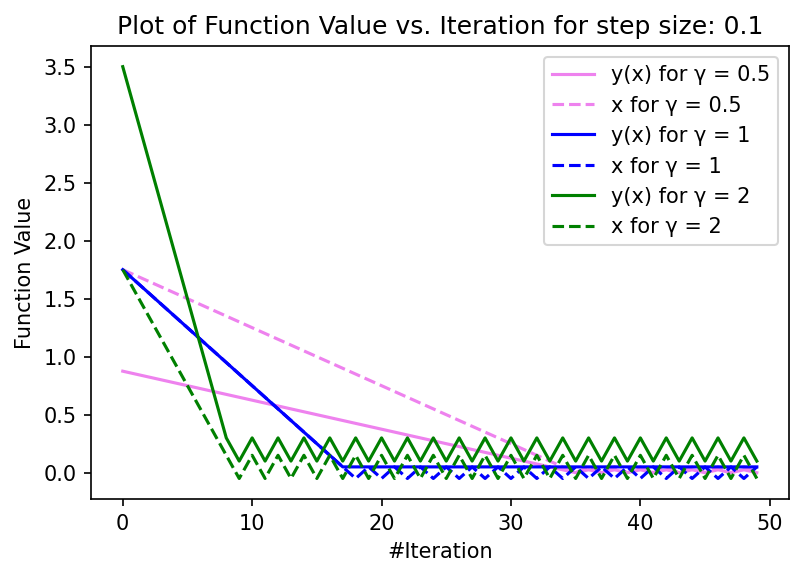 Plot of Function Value vs. Iteration for step size: 0.1
3.5
3.0
2.5
2.0
1.5
1.0
0.5
0.0
Function Value
y(x) for γ = 0.5
x for γ = 0.5
y(x) for γ = 1
x for γ = 1
y(x) for γ = 2
x for γ = 2
0 10 20 30 40 50
#Iteration